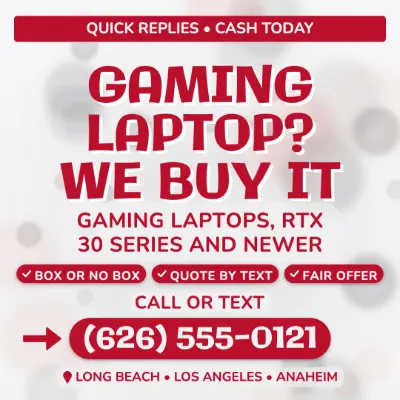 QUICK REPLIES • CASH TODAY
GAMING
LAPTOP?
WE BUY IT
GAMING LAPTOPS, RTX
30 SERIES AND NEWER
✓ BOX OR NO BOX ✓ QUOTE BY TEXT ✓ FAIR OFFER
CALL OR TEXT
(626) 555-0121
LONG BEACH • LOS ANGELES • ANAHEIM